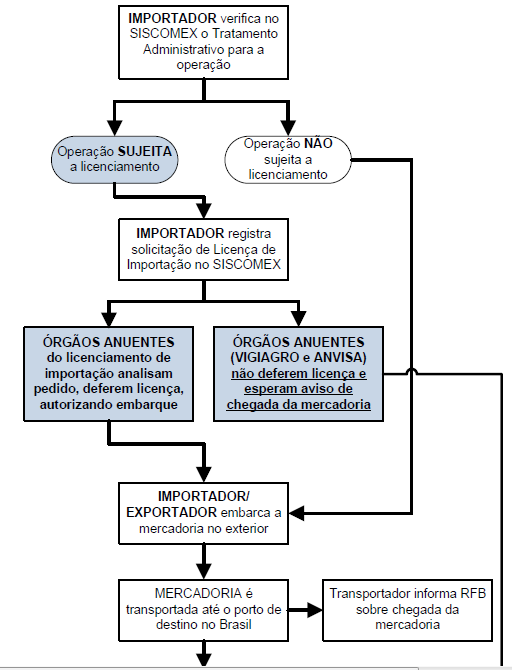 IMPORTADOR verifica no
SISCOMEX o Tratamento
Administrativo para a
operação
Operação SUJEITA
a licenciamento
Operação NÃO
sujeita a
licenciamento
IMPORTADOR registra
solicitação de Licença de
Importação no SISCOMEX
ÓRGÃOS ANUENTES
do licenciamento de
importação analisam
pedido, deferem licença,
autorizando embarque
ÓRGÃOS ANUENTES
(VIGIAGRO e ANVISA)
não deferem licença e
esperam aviso de
chegada da mercadoria
IMPORTADOR/
EXPORTADOR embarca a
mercadoria no exterior
MERCADORIA é
transportada até o porto de
destino no Brasil
Transportador informa RFB
sobre chegada da
mercadoria